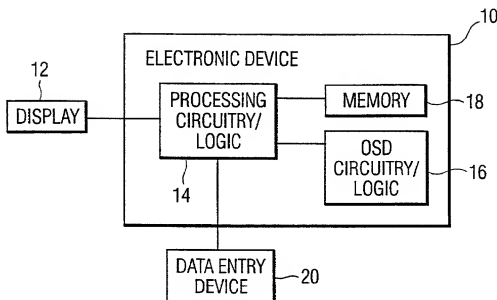 10
ELECTRONIC DEVICE
12
DISPLAY
PROCESSING
CIRCUITRY/
LOGIC
14
MEMORY
18
OSD
CIRCUITRY/
LOGIC
16
DATA ENTRY
DEVICE
20